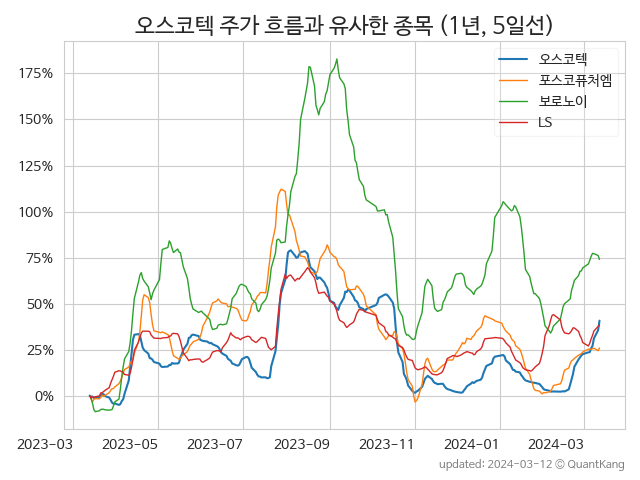 오스코텍 주가 흐름과 유사한 종목 (1년, 5일선)
오스코텍
포스코퓨처엠
보로노이
LS
175%
150%
125%
100%
75%
50%
25%
0%
2023-03
2023-05
2023-07
2023-09
2023-11
2024-01
2024-03
updated: 2024-03-12 © QuantKang